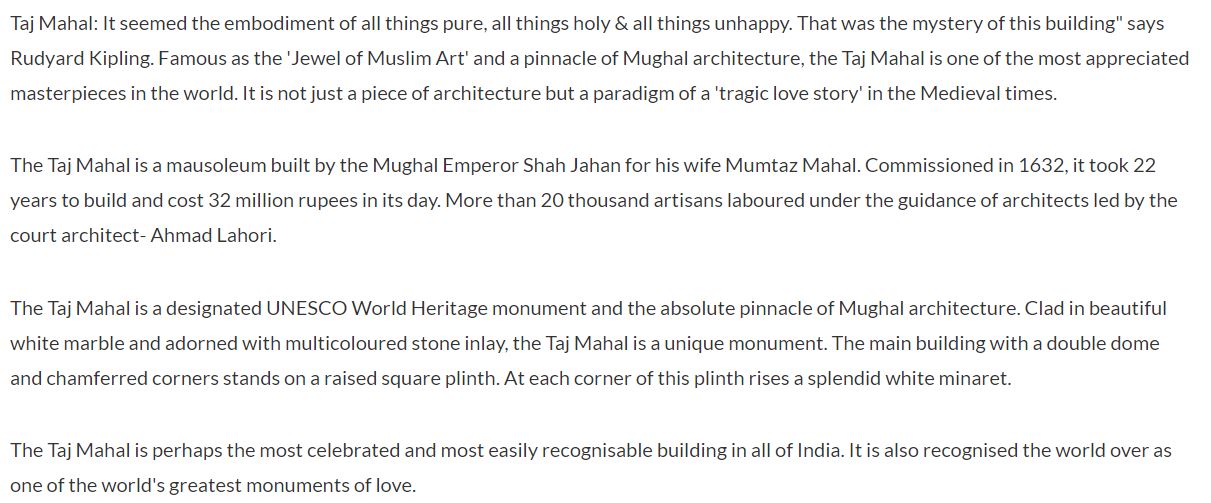 Taj Mahal: It seemed the embodiment of all things pure, all things holy & all things unhappy. That was the mystery of this building" says
Rudyard Kipling. Famous as the 'Jewel of Muslim Art' and a pinnacle of Mughal architecture, the Taj Mahal is one of the most appreciated
masterpieces in the world. It is not just a piece of architecture but a paradigm of a 'tragic love story' in the Medieval times.
The Taj Mahal is a mausoleum built by the Mughal Emperor Shah Jahan for his wife Mumtaz Mahal. Commissioned in 1632, it took 22
years to build and cost 32 million rupees in its day. More than 20 thousand artisans laboured under the guidance of architects led by the
court architect- Ahmad Lahori.
The Taj Mahal is a designated UNESCO World Heritage monument and the absolute pinnacle of Mughal architecture. Clad in beautiful
white marble and adorned with multicoloured stone inlay, the Taj Mahal is a unique monument. The main building with a double dome
and chamferred corners stands on a raised square plinth. At each corner of this plinth rises a splendid white minaret.
The Taj Mahal is perhaps the most celebrated and most easily recognisable building in all of India. It is also recognised the world over as
one of the world's greatest monuments of love.